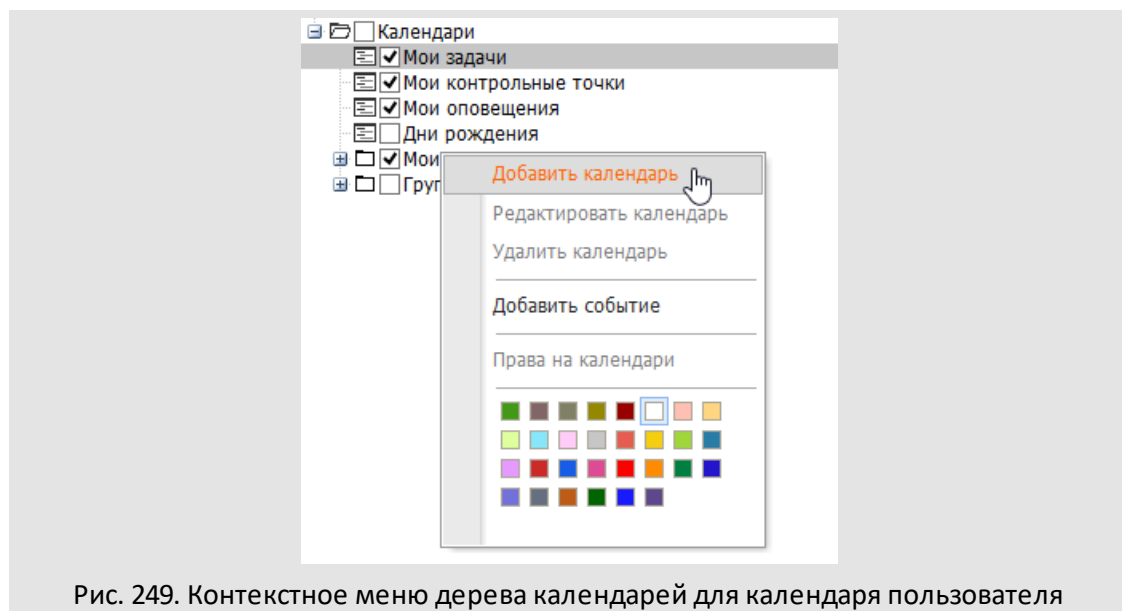 Календари
Мои задачи
Мои контрольные точки
Мои оповещения
Дни рождения
Мои
Груп
Добавить календарь
Редактировать календарь
Удалить календарь
Добавить событие
Права на календари
Рис. 249. Контекстное меню дерева календарей для календаря пользователя